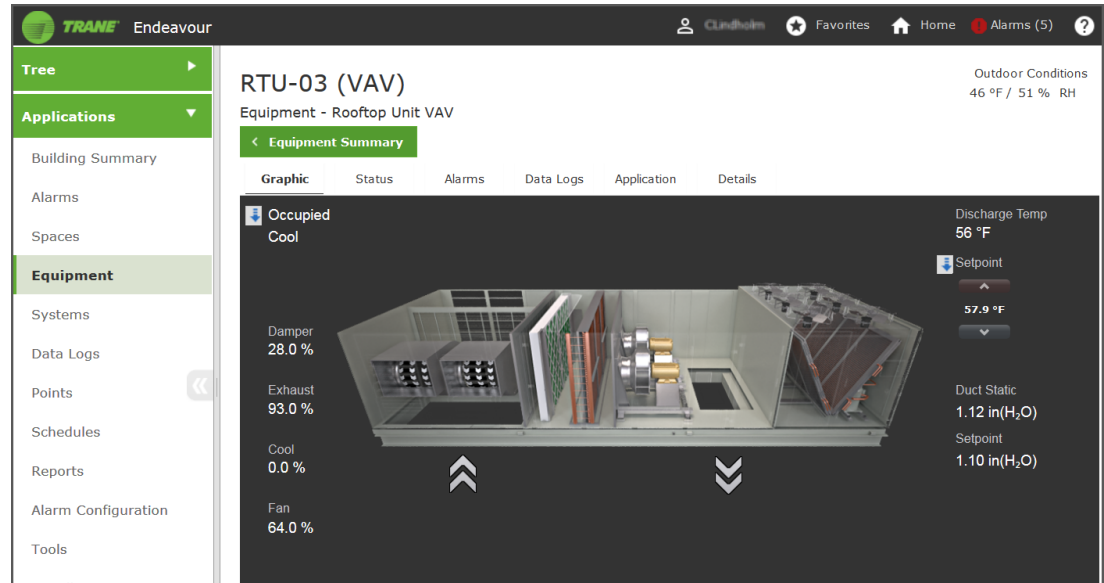 TRANE Endeavour
Favorites
Home
Alarms (5)
?
Tree
Applications
Building Summary
Alarms
Spaces
Equipment
Systems
Data Logs
Points
Schedules
Reports
Alarm Configuration
Tools
RTU-03 (VAV)
Equipment - Rooftop Unit VAV
Outdoor Conditions
46 ºF / 51 % RH
< Equipment Summary
Graphic
Status
Alarms
Data Logs
Application
Details
Occupied
Cool
Damper
28.0 %
Exhaust
93.0 %
Cool
0.0 %
Fan
64.0 %
Discharge Temp
56 °F
Setpoint
57.9 °F
Duct Static
1.12 in(H₂O)
Setpoint
1.10 in(H₂O)